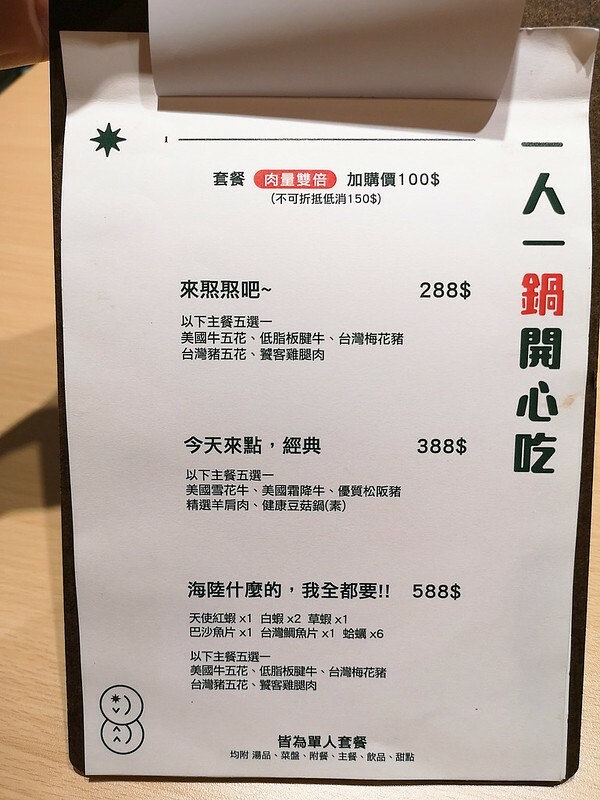 一人一鍋開心吃
套餐 肉量雙倍 加購價100$
(不可折抵低消150$)
來焣焣吧~ 288$
以下主餐五選一
美國牛五花、低脂板腱牛、台灣梅花豬
台灣豬五花、饕客雞腿肉
今天來點，經典 388$
以下主餐五選一
美國雪花牛、美國霜降牛、優質松阪豬
精選羊肩肉、健康豆菇鍋(素)
海陸什麼的，我全都要!! 588$
天使紅蝦 x1 白蝦 x2 草蝦 x1
巴沙魚片 x1 台灣鯛魚片 x1 蛤蠣 x6
以下主餐五選一
美國牛五花、低脂板腱牛、台灣梅花豬
台灣豬五花、饕客雞腿肉
皆為單人套餐
均附 湯品、菜盤、附餐、主餐、飲品、甜點